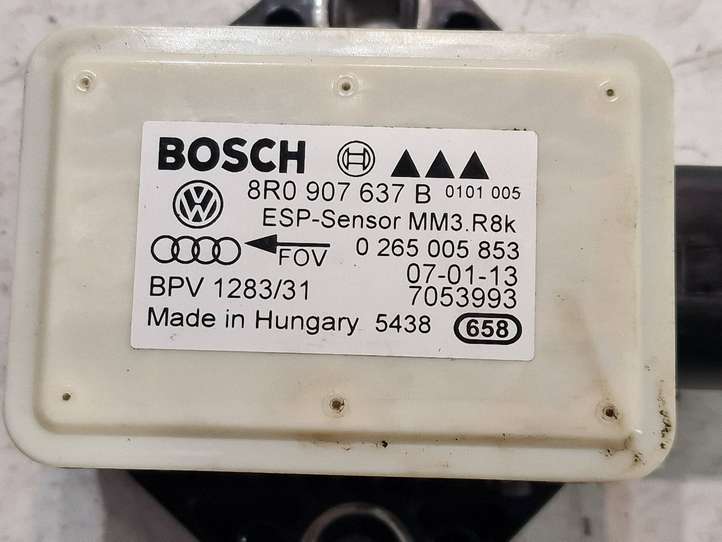 BOSCH
8R0 907 637 B 0101 005
ESP-Sensor MM3.R8k
FOV 0 265 005 853
07-01-13
BPV 1283/31 7053993
Made in Hungary 5438 658